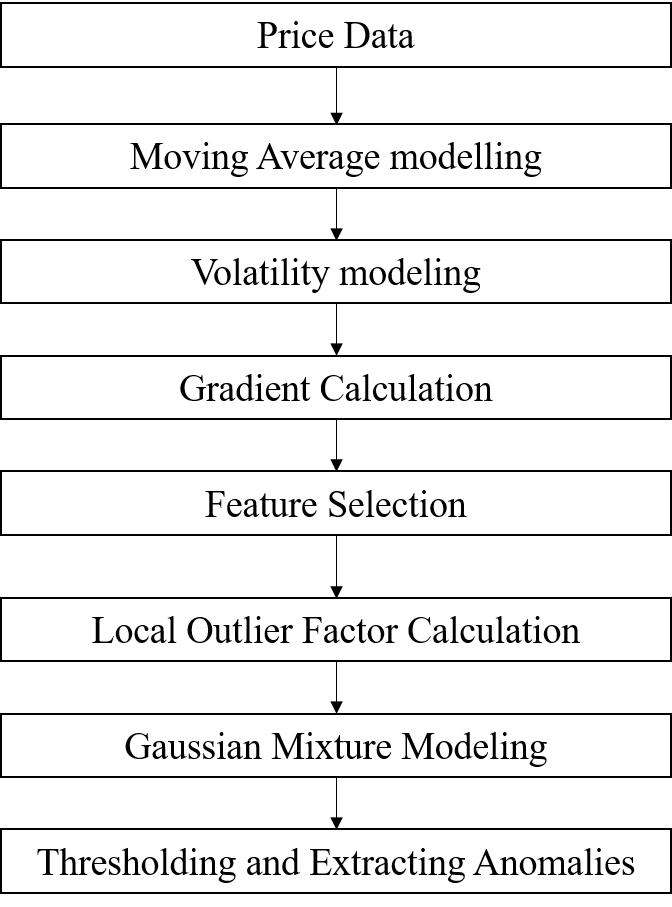 Price Data
Moving Average modelling
Volatility modeling
Gradient Calculation
Feature Selection
Local Outlier Factor Calculation
Gaussian Mixture Modeling
Thresholding and Extracting Anomalies